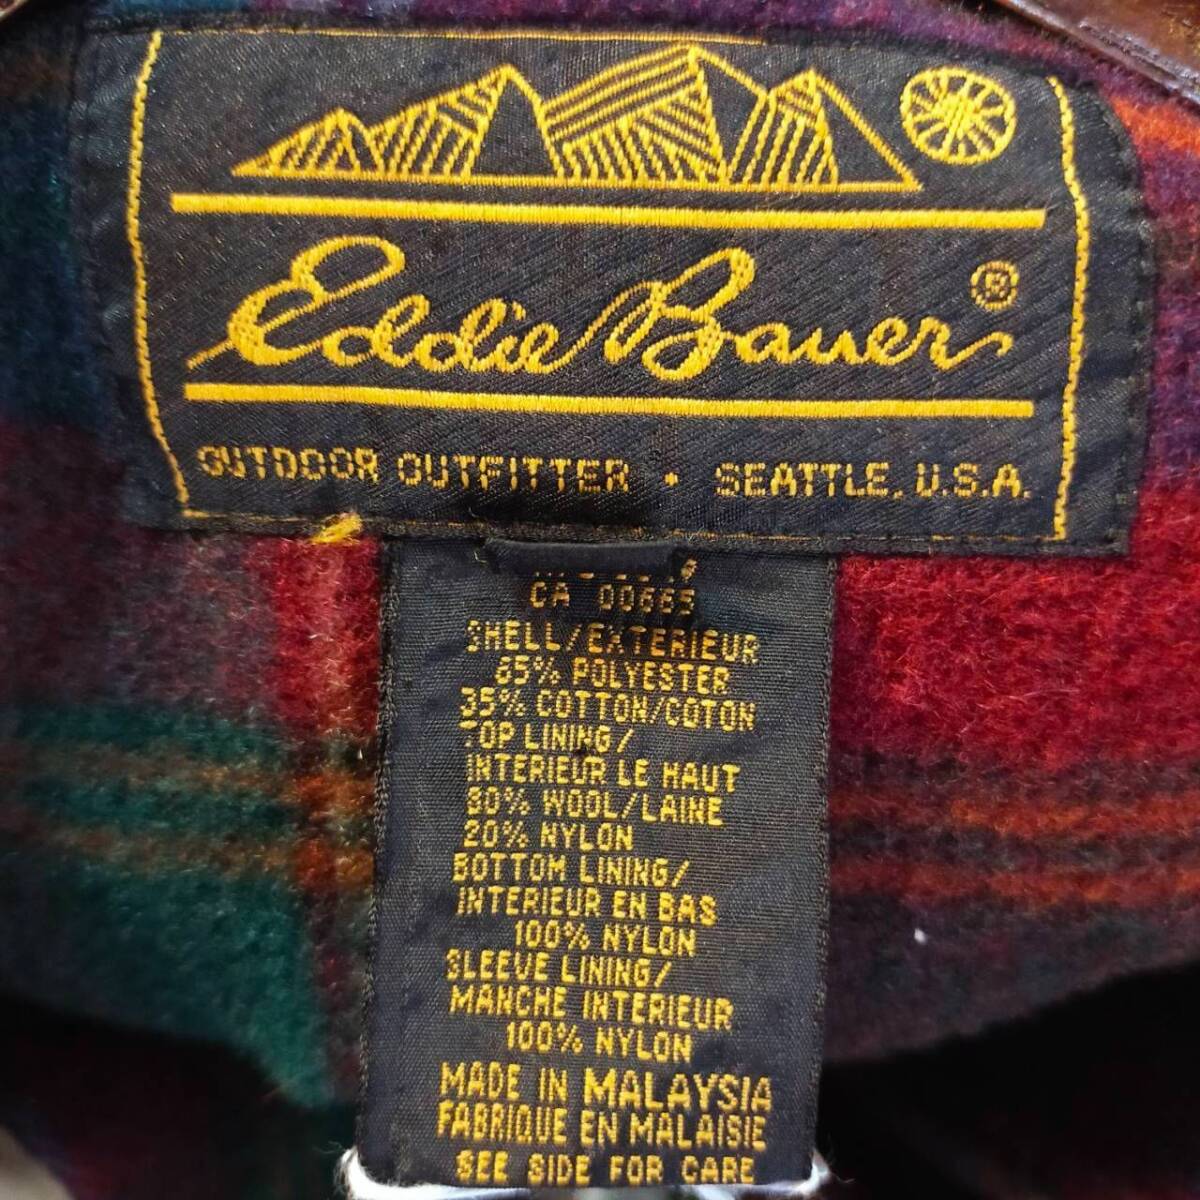 Eddie Bauer ®
OUTDOOR OUTFITTER • SEATTLE, U.S.A.
CA 00665
SHELL/EXTERIEUR
65% POLYESTER
35% COTTON/COTON
TOP LINING/
INTERIEUR LE HAUT
80% WOOL/LAINE
20% NYLON
BOTTOM LINING/
INTERIEUR EN BAS
100% NYLON
SLEEVE LINING/
MANCHE INTERIEUR
100% NYLON
MADE IN MALAYSIA
FABRIQUE EN MALAISIE
SEE SIDE FOR CARE